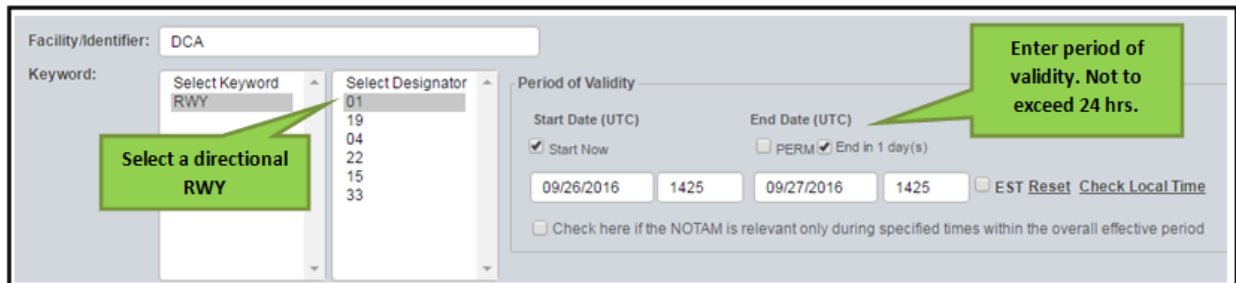 Facility/Identifier: DCA
Keyword:
Select Keyword
RWY
Select Designator
01
19
04
22
15
33
Select a directional
RWY
Period of Validity
Start Date (UTC)
End Date (UTC)
Start Now
PERM End in 1 day(s)
09/26/2016 1425 09/27/2016 1425 EST Reset Check Local Time
Check here if the NOTAM is relevant only during specified times within the overall effective period
Enter period of
validity. Not to
exceed 24 hrs.